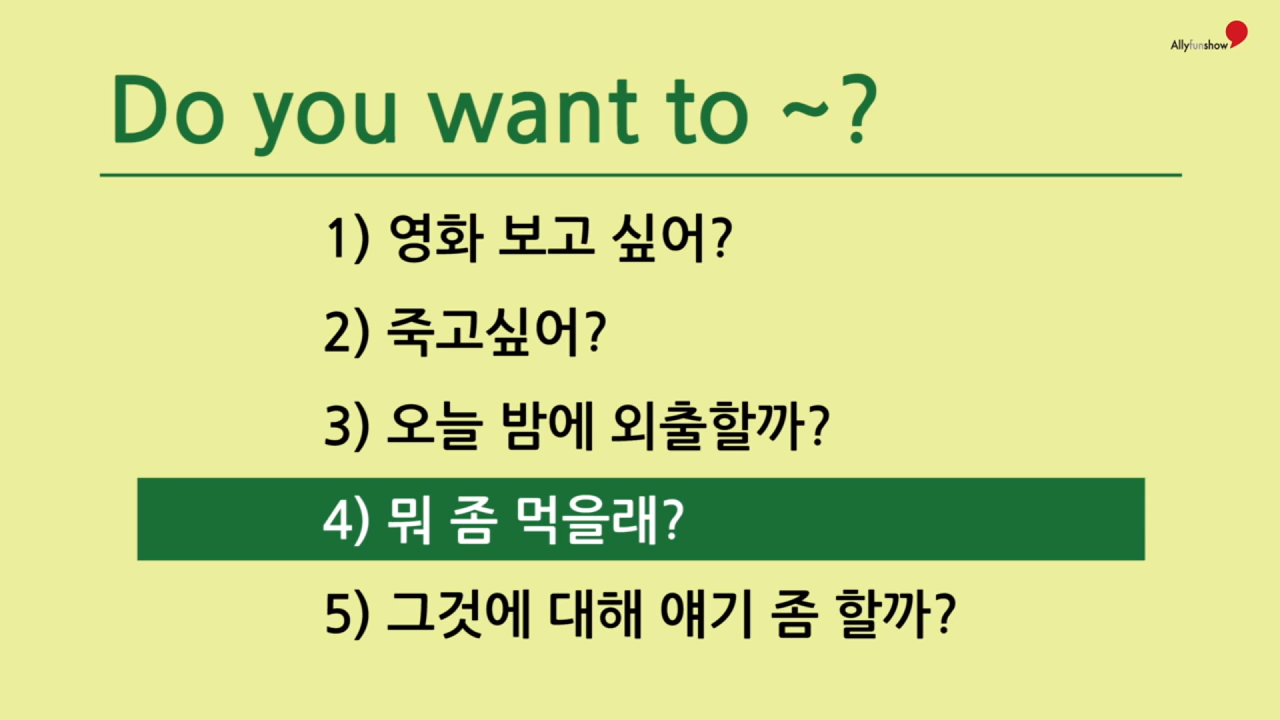 Allyfunshow
Do you want to ~?
1) 영화 보고 싶어?
2) 죽고싶어?
3) 오늘 밤에 외출할까?
4) 뭐 좀 먹을래?
5) 그것에 대해 얘기 좀 할까?